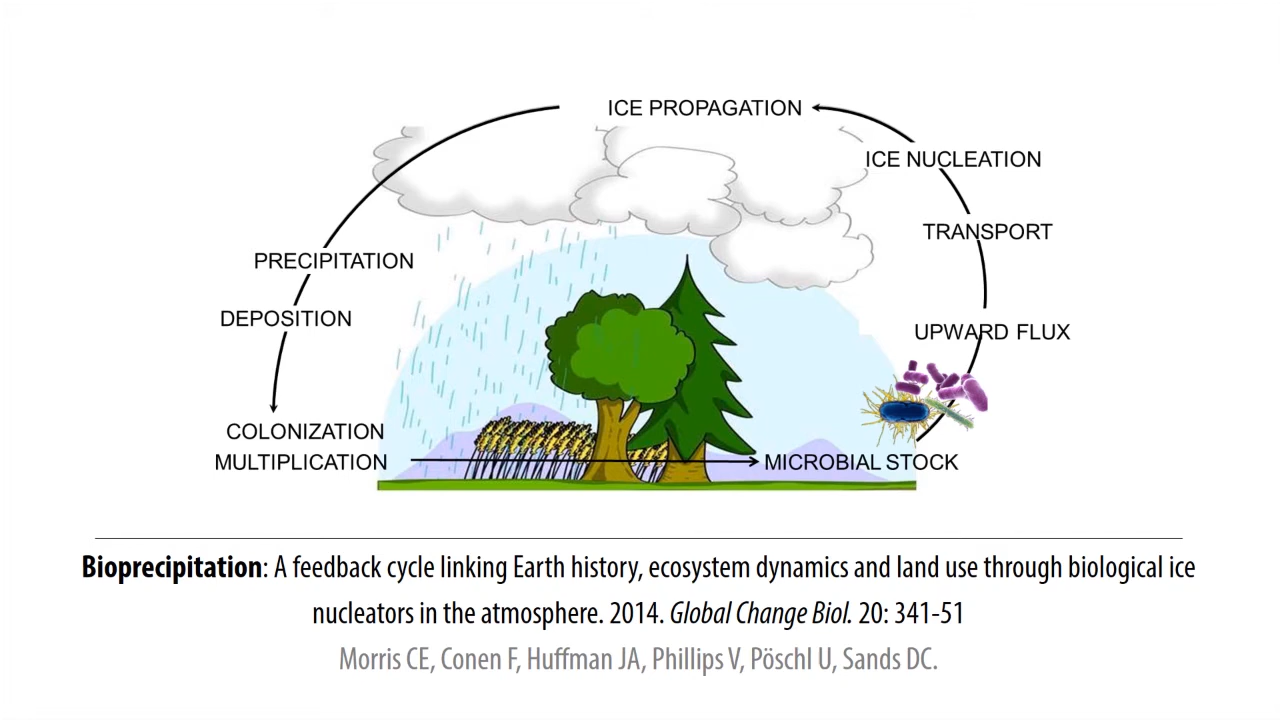 ICE PROPAGATION
ICE NUCLEATION
TRANSPORT
PRECIPITATION
DEPOSITION
UPWARD FLUX
COLONIZATION
MULTIPLICATION
MICROBIAL STOCK
Bioprecipitation: A feedback cycle linking Earth history, ecosystem dynamics and land use through biological ice
nucleators in the atmosphere. 2014. Global Change Biol. 20: 341-51
Morris CE, Conen F, Huffman JA, Phillips V, Pöschl U, Sands DC.